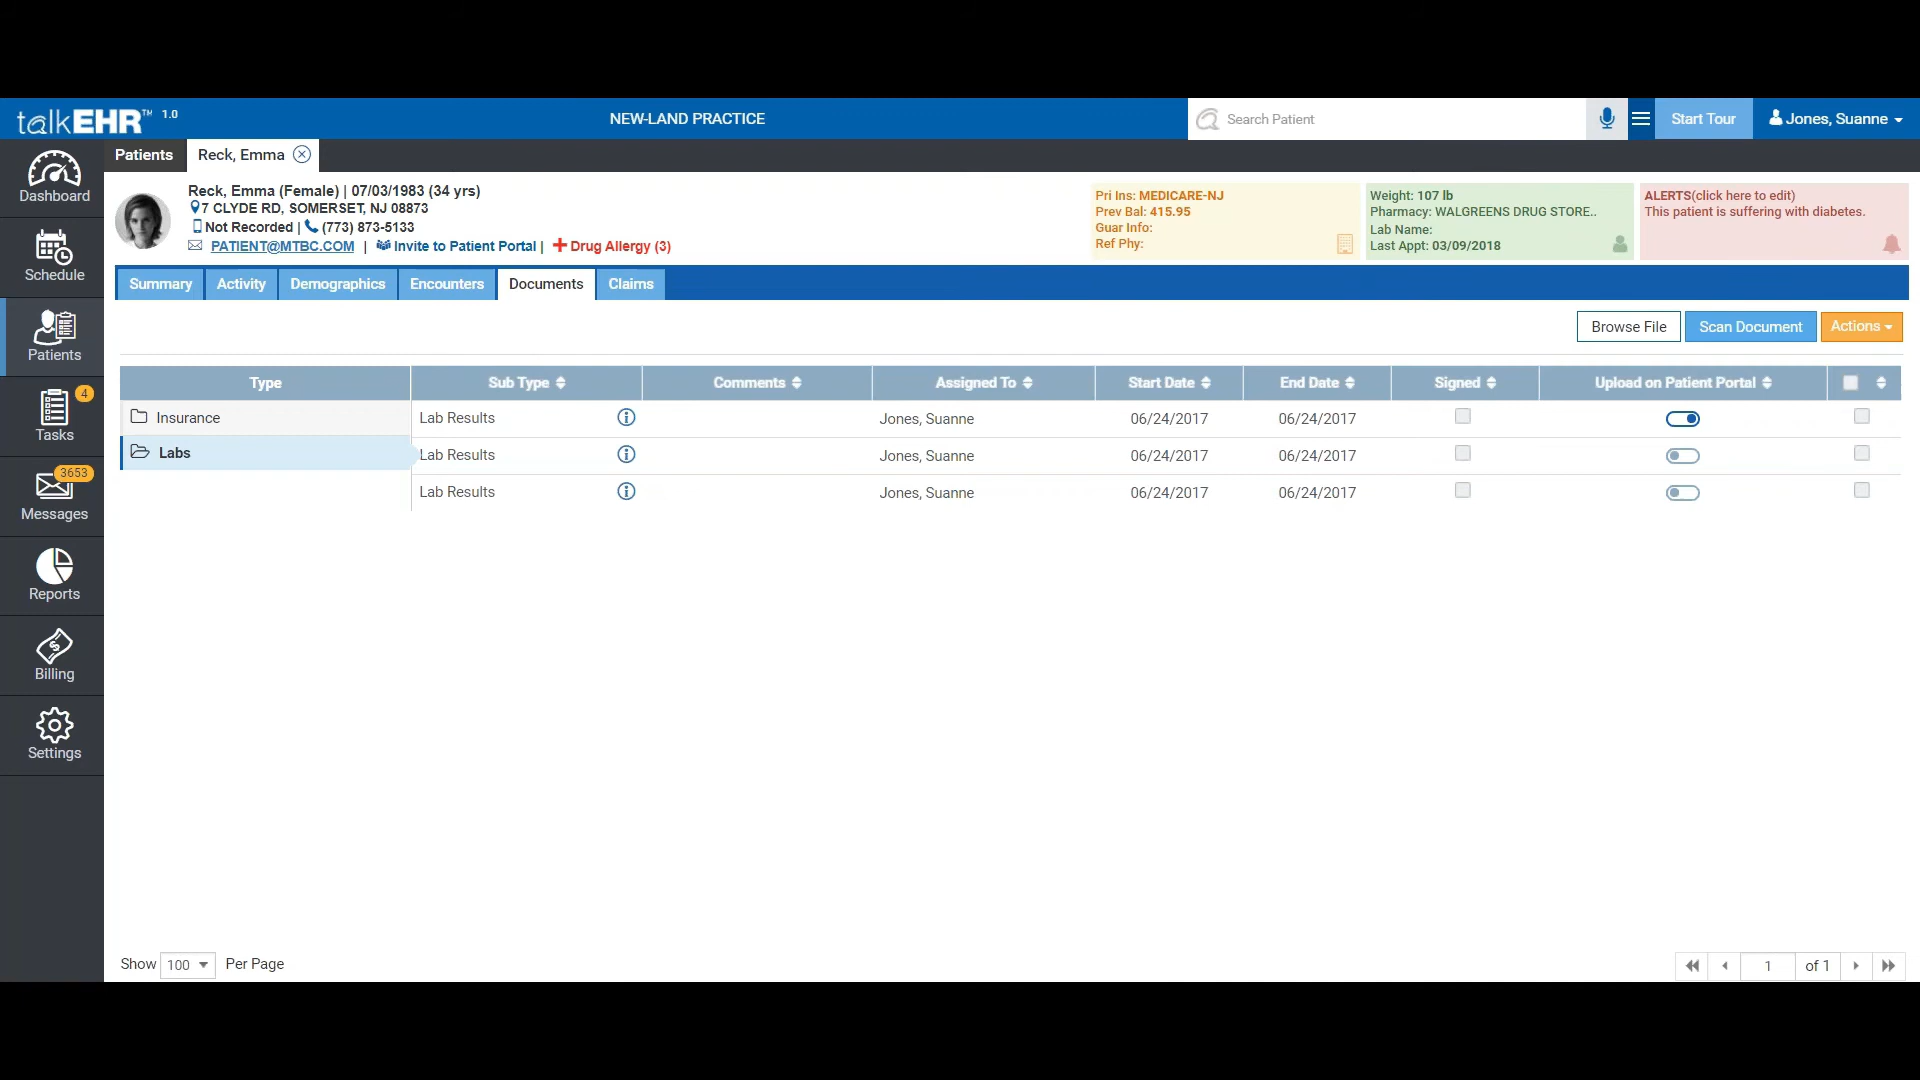 talkEHR™ 1.0
NEW-LAND PRACTICE
Search Patient
Start Tour
Jones, Suanne
Patients
Reck, Emma
Dashboard
Schedule
Patients
4
Tasks
3653
Messages
Reports
Billing
Settings
Reck, Emma (Female) | 07/03/1983 (34 yrs)
7 CLYDE RD, SOMERSET, NJ 08873
Not Recorded | (773) 873-5133
PATIENT@MTBC.COM | Invite to Patient Portal | Drug Allergy (3)
Pri Ins: MEDICARE-NJ
Prev Bal: 415.95
Guar Info:
Ref Phy:
Weight: 107 lb
Pharmacy: WALGREENS DRUG STORE..
Lab Name:
Last Appt: 03/09/2018
ALERTS(click here to edit)
This patient is suffering with diabetes.
Summary Activity Demographics Encounters Documents Claims
Browse File Scan Document Actions
Type Sub Type Comments Assigned To Start Date End Date Signed Upload on Patient Portal
Insurance
Labs
Lab Results Jones, Suanne 06/24/2017 06/24/2017
Lab Results Jones, Suanne 06/24/2017 06/24/2017
Lab Results Jones, Suanne 06/24/2017 06/24/2017
Show 100 Per Page
1 of 1